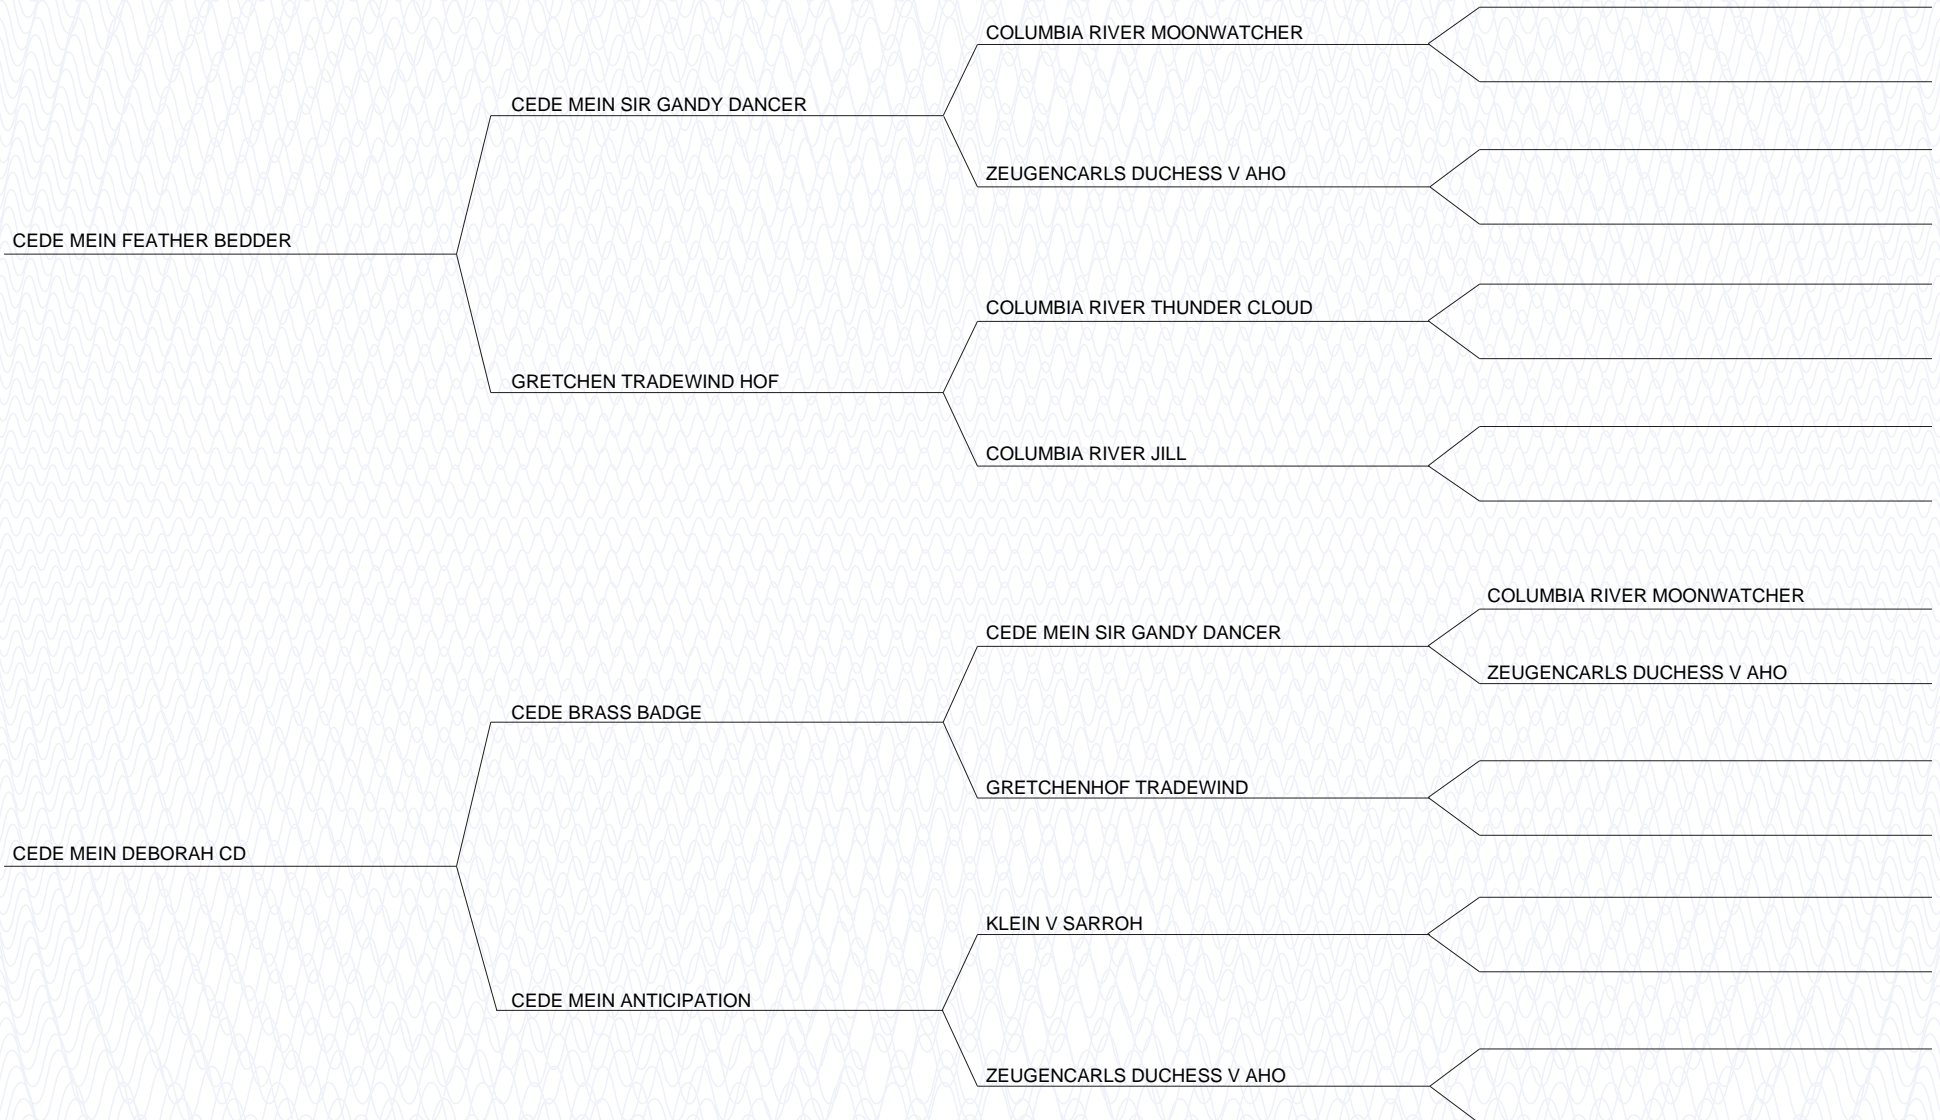 COLUMBIA RIVER MOONWATCHER
CEDE MEIN SIR GANDY DANCER
ZEUGENCARLS DUCHESS V AHO
CEDE MEIN FEATHER BEDDER
COLUMBIA RIVER THUNDER CLOUD
GRETCHEN TRADEWIND HOF
COLUMBIA RIVER JILL
COLUMBIA RIVER MOONWATCHER
CEDE MEIN SIR GANDY DANCER
ZEUGENCARLS DUCHESS V AHO
CEDE BRASS BADGE
GRETCHENHOF TRADEWIND
CEDE MEIN DEBORAH CD
KLEIN V SARROH
CEDE MEIN ANTICIPATION
ZEUGENCARLS DUCHESS V AHO